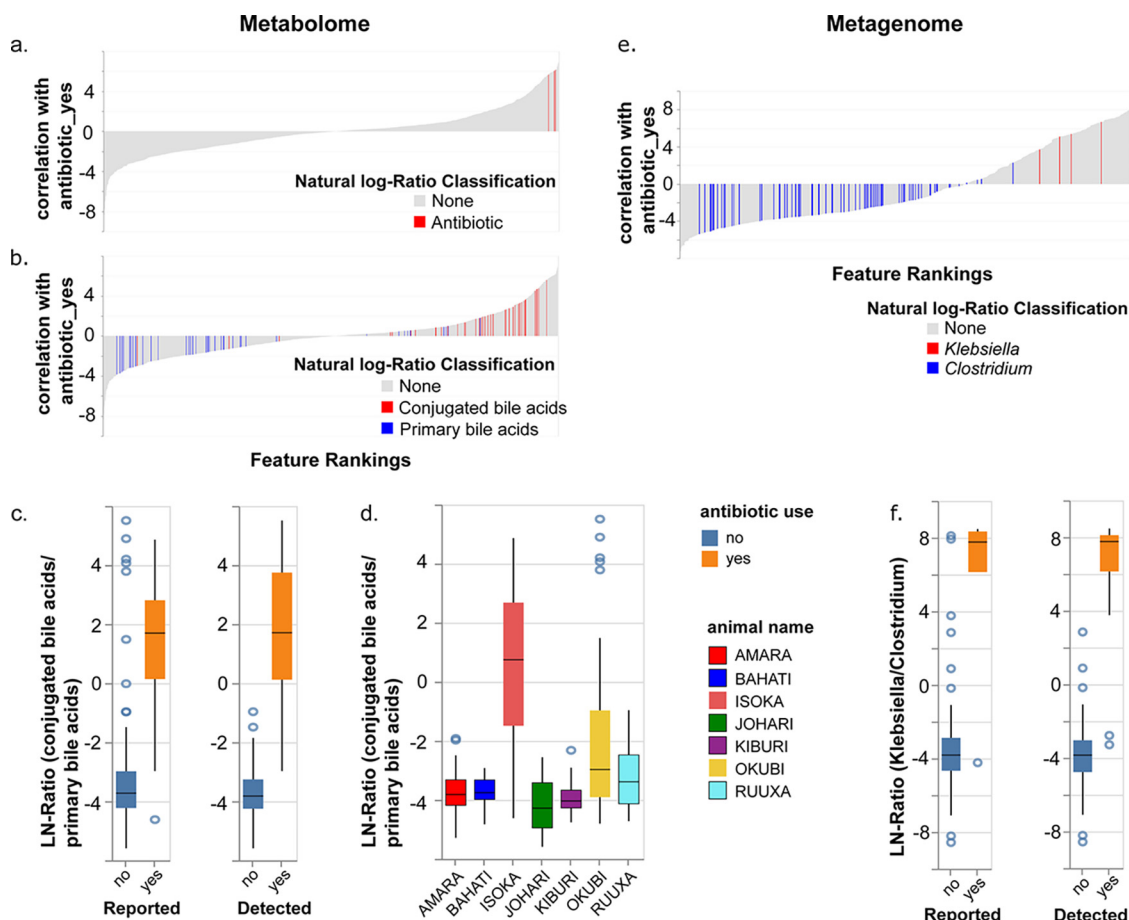 Metabolome
a.
correlation with
antibiotic_yes
4
0
-4
-8
Natural log-Ratio Classification
None
Antibiotic
b.
correlation with
antibiotic_yes
4
0
-4
-8
Natural log-Ratio Classification
None
Conjugated bile acids
Primary bile acids
Feature Rankings
Metagenome
e.
correlation with
antibiotic_yes
8
4
0
-4
Feature Rankings
Natural log-Ratio Classification
None
Klebsiella
Clostridium
c.
LN-Ratio (conjugated bile acids/
primary bile acids)
4
2
0
-2
-4
no
yes
Reported
no
yes
Detected
d.
LN-Ratio (conjugated bile acids/
primary bile acids)
4
2
0
-2
-4
AMARA
BAHATI
ISOKA
JOHARI
KIBURI
OKUBI
RUUXA
antibiotic use
no
yes
animal name
AMARA
BAHATI
ISOKA
JOHARI
KIBURI
OKUBI
RUUXA
f.
LN-Ratio (Klebsiella/Clostridium)
8
4
0
-4
-8
no
yes
Reported
8
4
0
-4
-8
no
yes
Detected